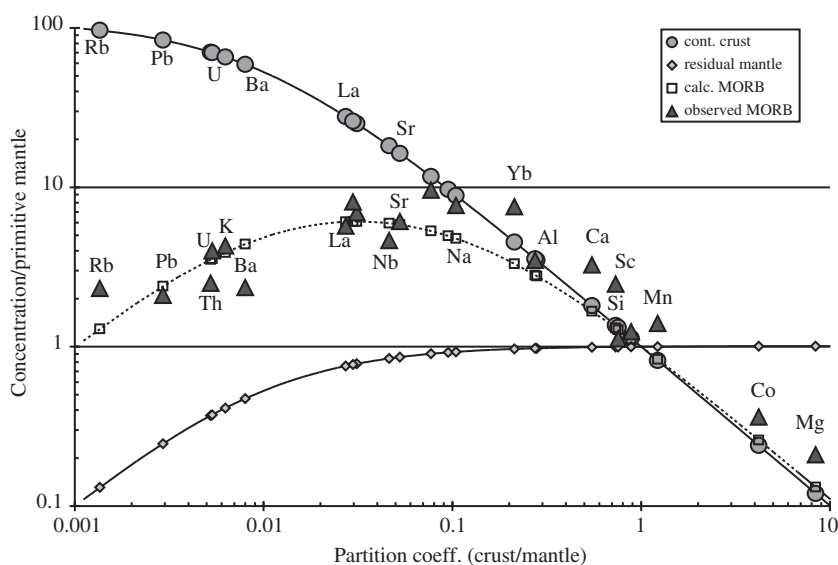 100
10
1
0.1
Concentration/primitive mantle
0.001
0.01
0.1
1
10
Partition coeff. (crust/mantle)
cont. crust
residual mantle
calc. MORB
observed MORB
Rb
Pb
U
Ba
La
Sr
Yb
Al
Ca
Sc
Si
Mn
Co
Mg
Rb
Pb
U
K
Th
Ba
La
Sr
Nb
Na